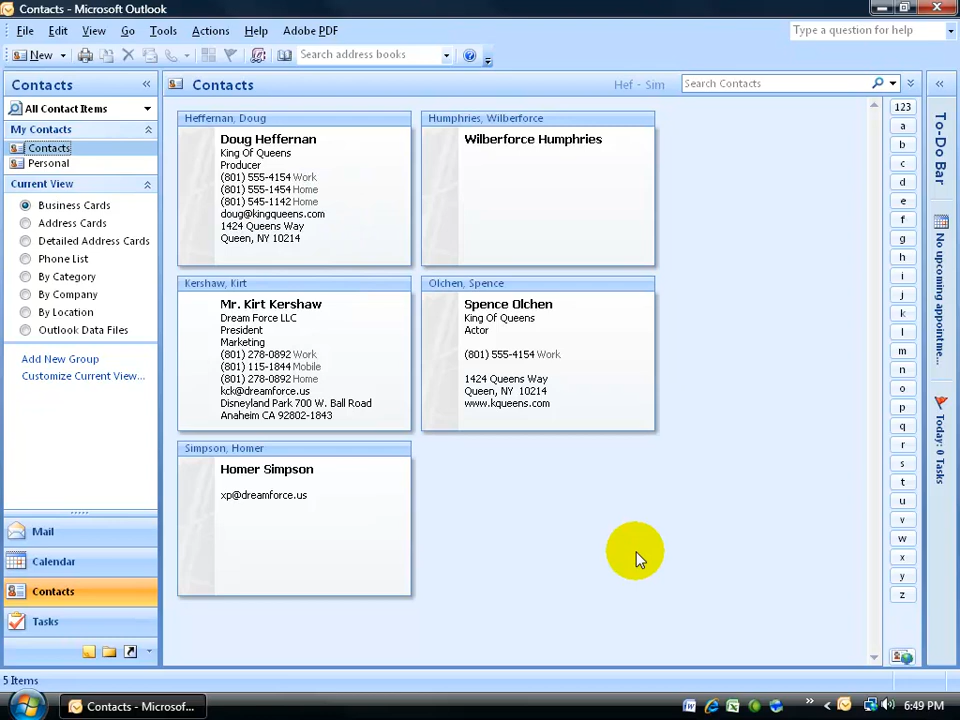 Contacts - Microsoft Outlook
File Edit View Go Tools Actions Help Adobe PDF
Type a question for help
New
Search address books
Contacts
All Contact Items
My Contacts
Contacts
Personal
Current View
Business Cards
Address Cards
Detailed Address Cards
Phone List
By Category
By Company
By Location
Outlook Data Files
Add New Group
Customize Current View...
Mail
Calendar
Contacts
Tasks
Contacts
Hef - Sim
Search Contacts
Heffernan, Doug
Doug Heffernan
King Of Queens
Producer
(801) 555-4154 Work
(801) 555-1454 Home
(801) 545-1142 Home
doug@kingqueens.com
1424 Queens Way
Queen, NY 10214
Humphries, Wilberforce
Wilberforce Humphries
Kershaw, Kirt
Mr. Kirt Kershaw
Dream Force LLC
President
Marketing
(801) 278-0892 Work
(801) 115-1844 Mobile
(801) 278-0892 Home
kck@dreamforce.us
Disneyland Park 700 W. Ball Road
Anaheim CA 92802-1843
Olchen, Spence
Spence Olchen
King Of Queens
Actor
(801) 555-4154 Work
1424 Queens Way
Queen, NY 10214
www.kqueens.com
Simpson, Homer
Homer Simpson
xp@dreamforce.us
123
a
b
c
d
e
f
g
h
i
j
k
l
m
n
o
p
q
r
s
t
u
v
w
x
y
z
To-Do Bar
No upcoming appointme...
Today: 0 Tasks
5 Items
Contacts - Microsof...
6:49 PM